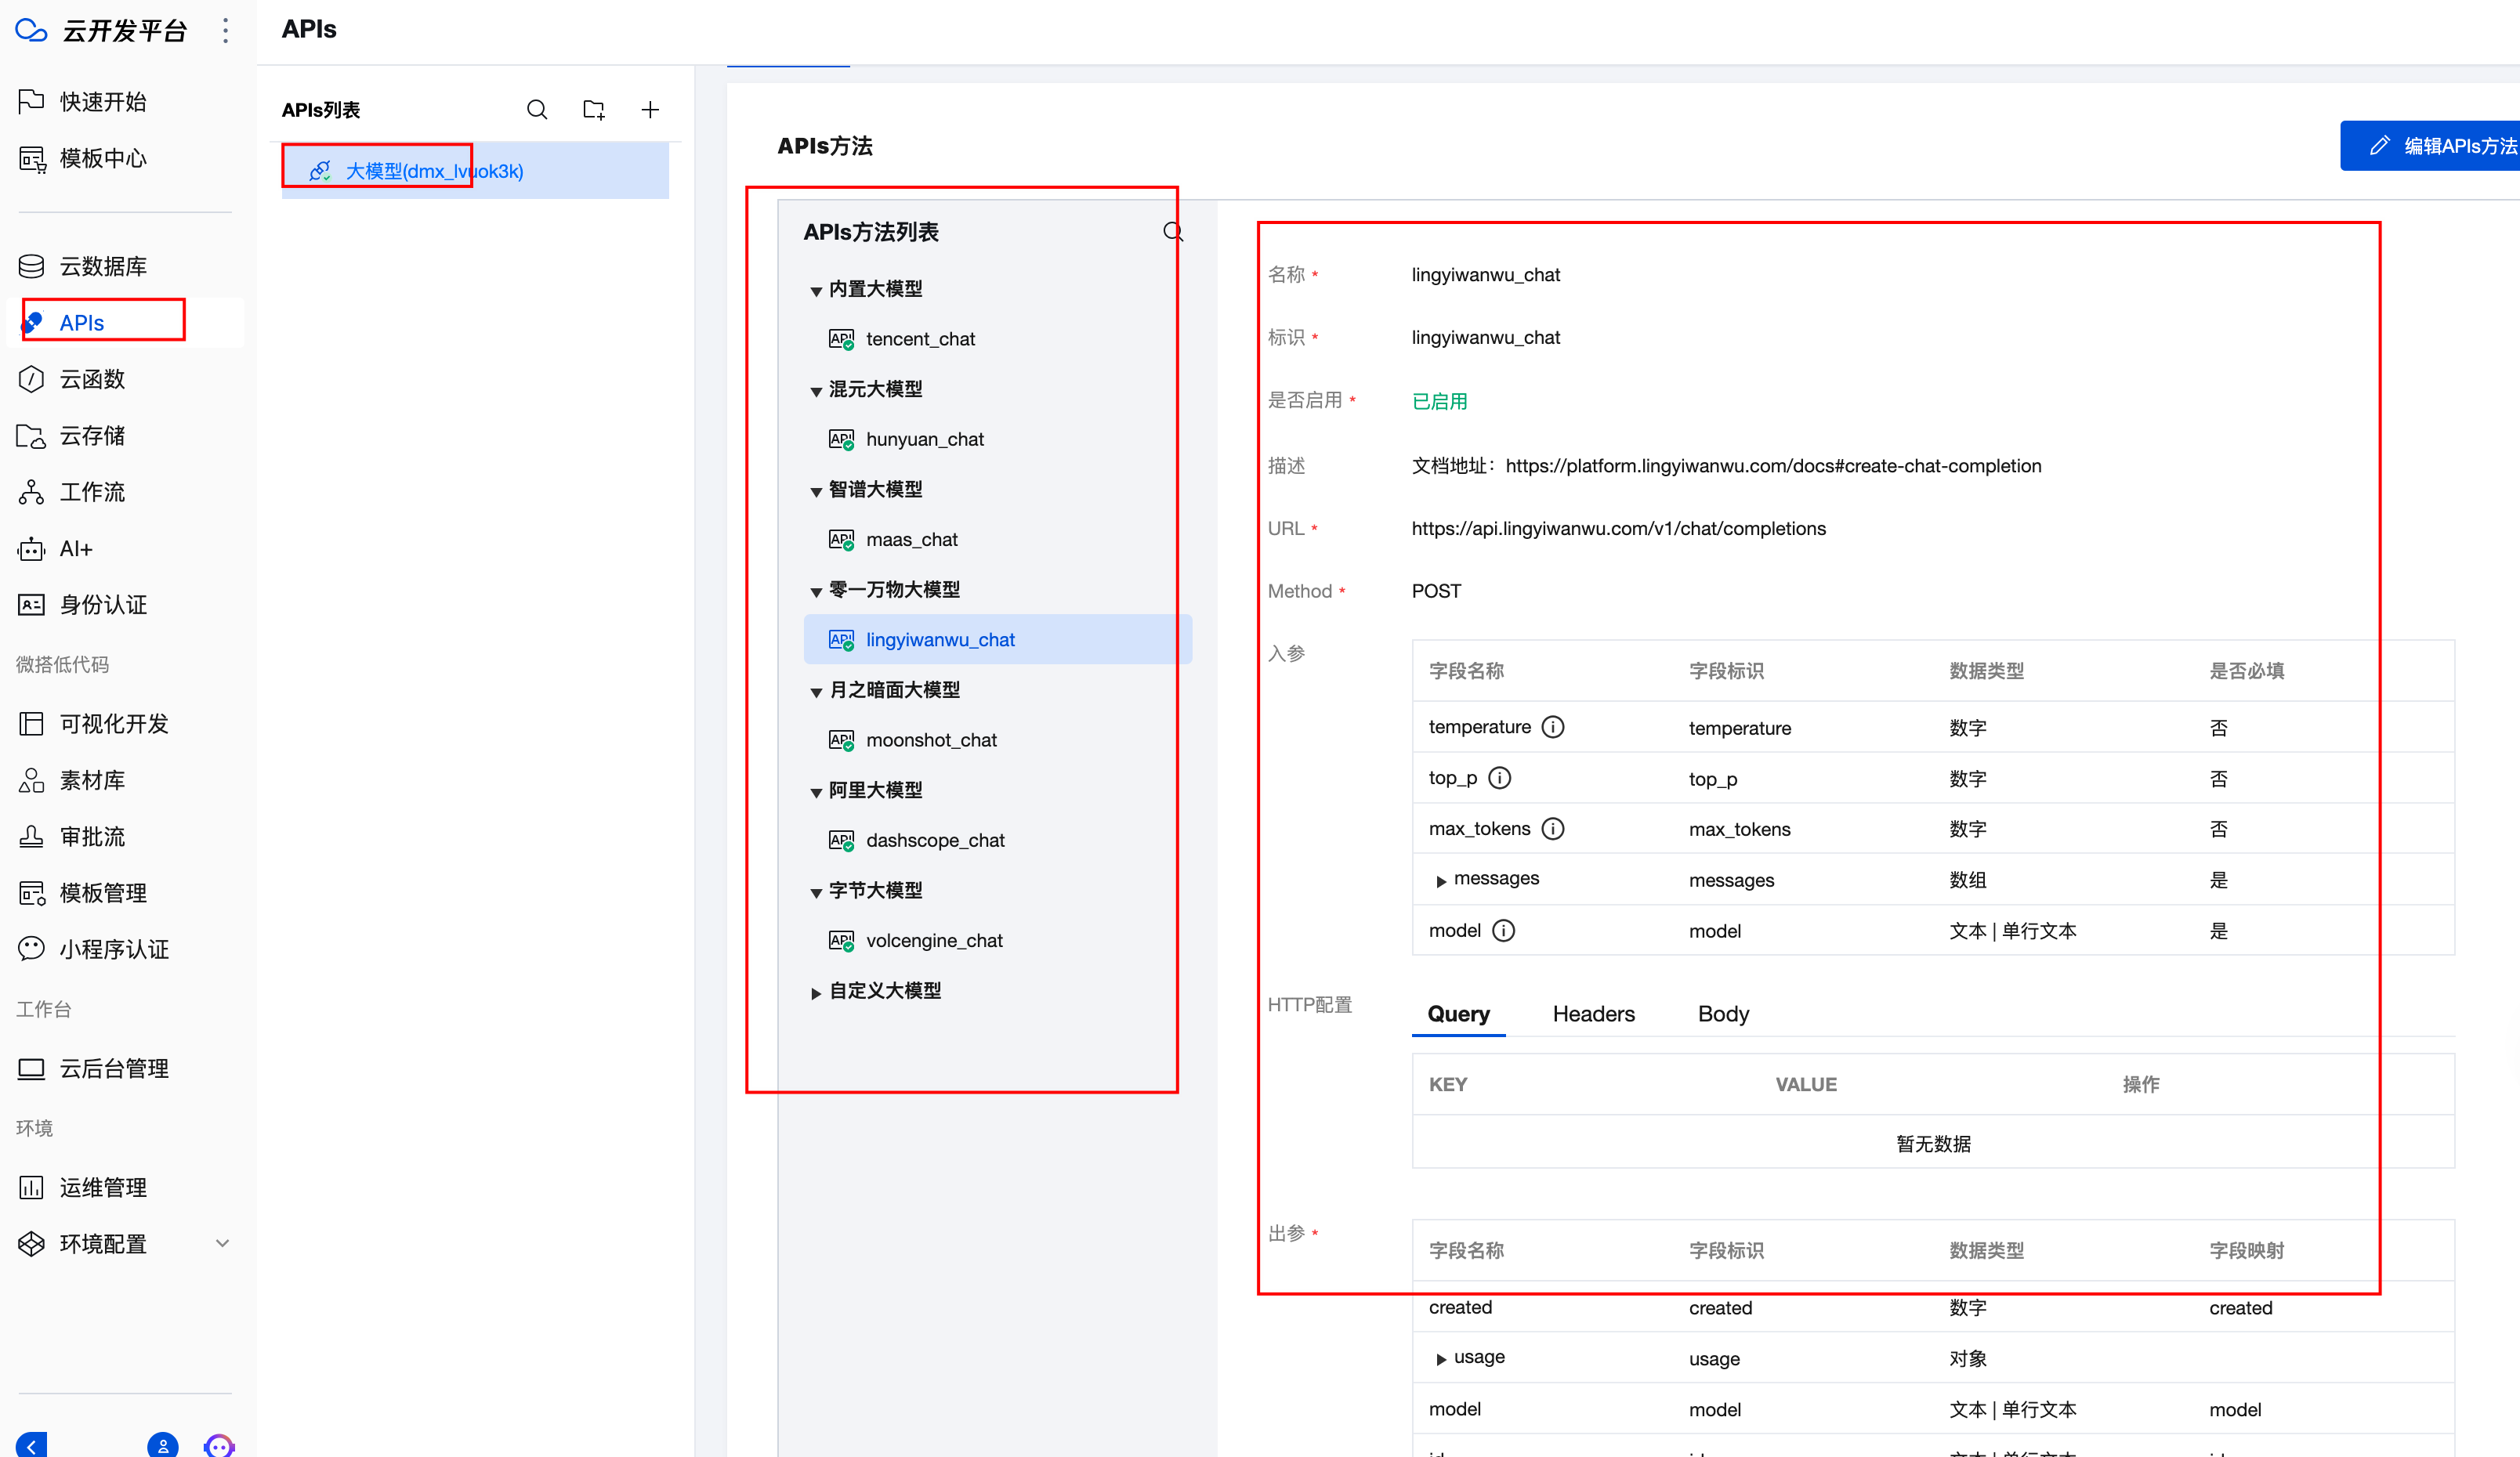 云开发平台
快速开始
模板中心
云数据库
APIs
云函数
云存储
工作流
AI+
身份认证
微搭低代码
可视化开发
素材库
审批流
模板管理
小程序认证
工作台
云后台管理
环境
运维管理
环境配置
APIs
APIs列表
大模型(dmx_lvuok3k)
APIs方法
编辑APIs方法
APIs方法列表
内置大模型
API tencent_chat
混元大模型
API hunyuan_chat
智谱大模型
API maas_chat
零一万物大模型
API lingyiwanwu_chat
月之暗面大模型
API moonshot_chat
阿里大模型
API dashscope_chat
字节大模型
API volcengine_chat
自定义大模型
名称 * lingyiwanwu_chat
标识 * lingyiwanwu_chat
是否启用 * 已启用
描述 文档地址：https://platform.lingyiwanwu.com/docs#create-chat-completion
URL * https://api.lingyiwanwu.com/v1/chat/completions
Method * POST
入参
字段名称 字段标识 数据类型 是否必填
temperature temperature 数字 否
top_p top_p 数字 否
max_tokens max_tokens 数字 否
messages messages 数组 是
model model 文本 | 单行文本 是
HTTP配置
Query Headers Body
KEY VALUE 操作
暂无数据
出参 *
字段名称 字段标识 数据类型 字段映射
created created 数字 created
usage usage 对象
model model 文本 | 单行文本 model